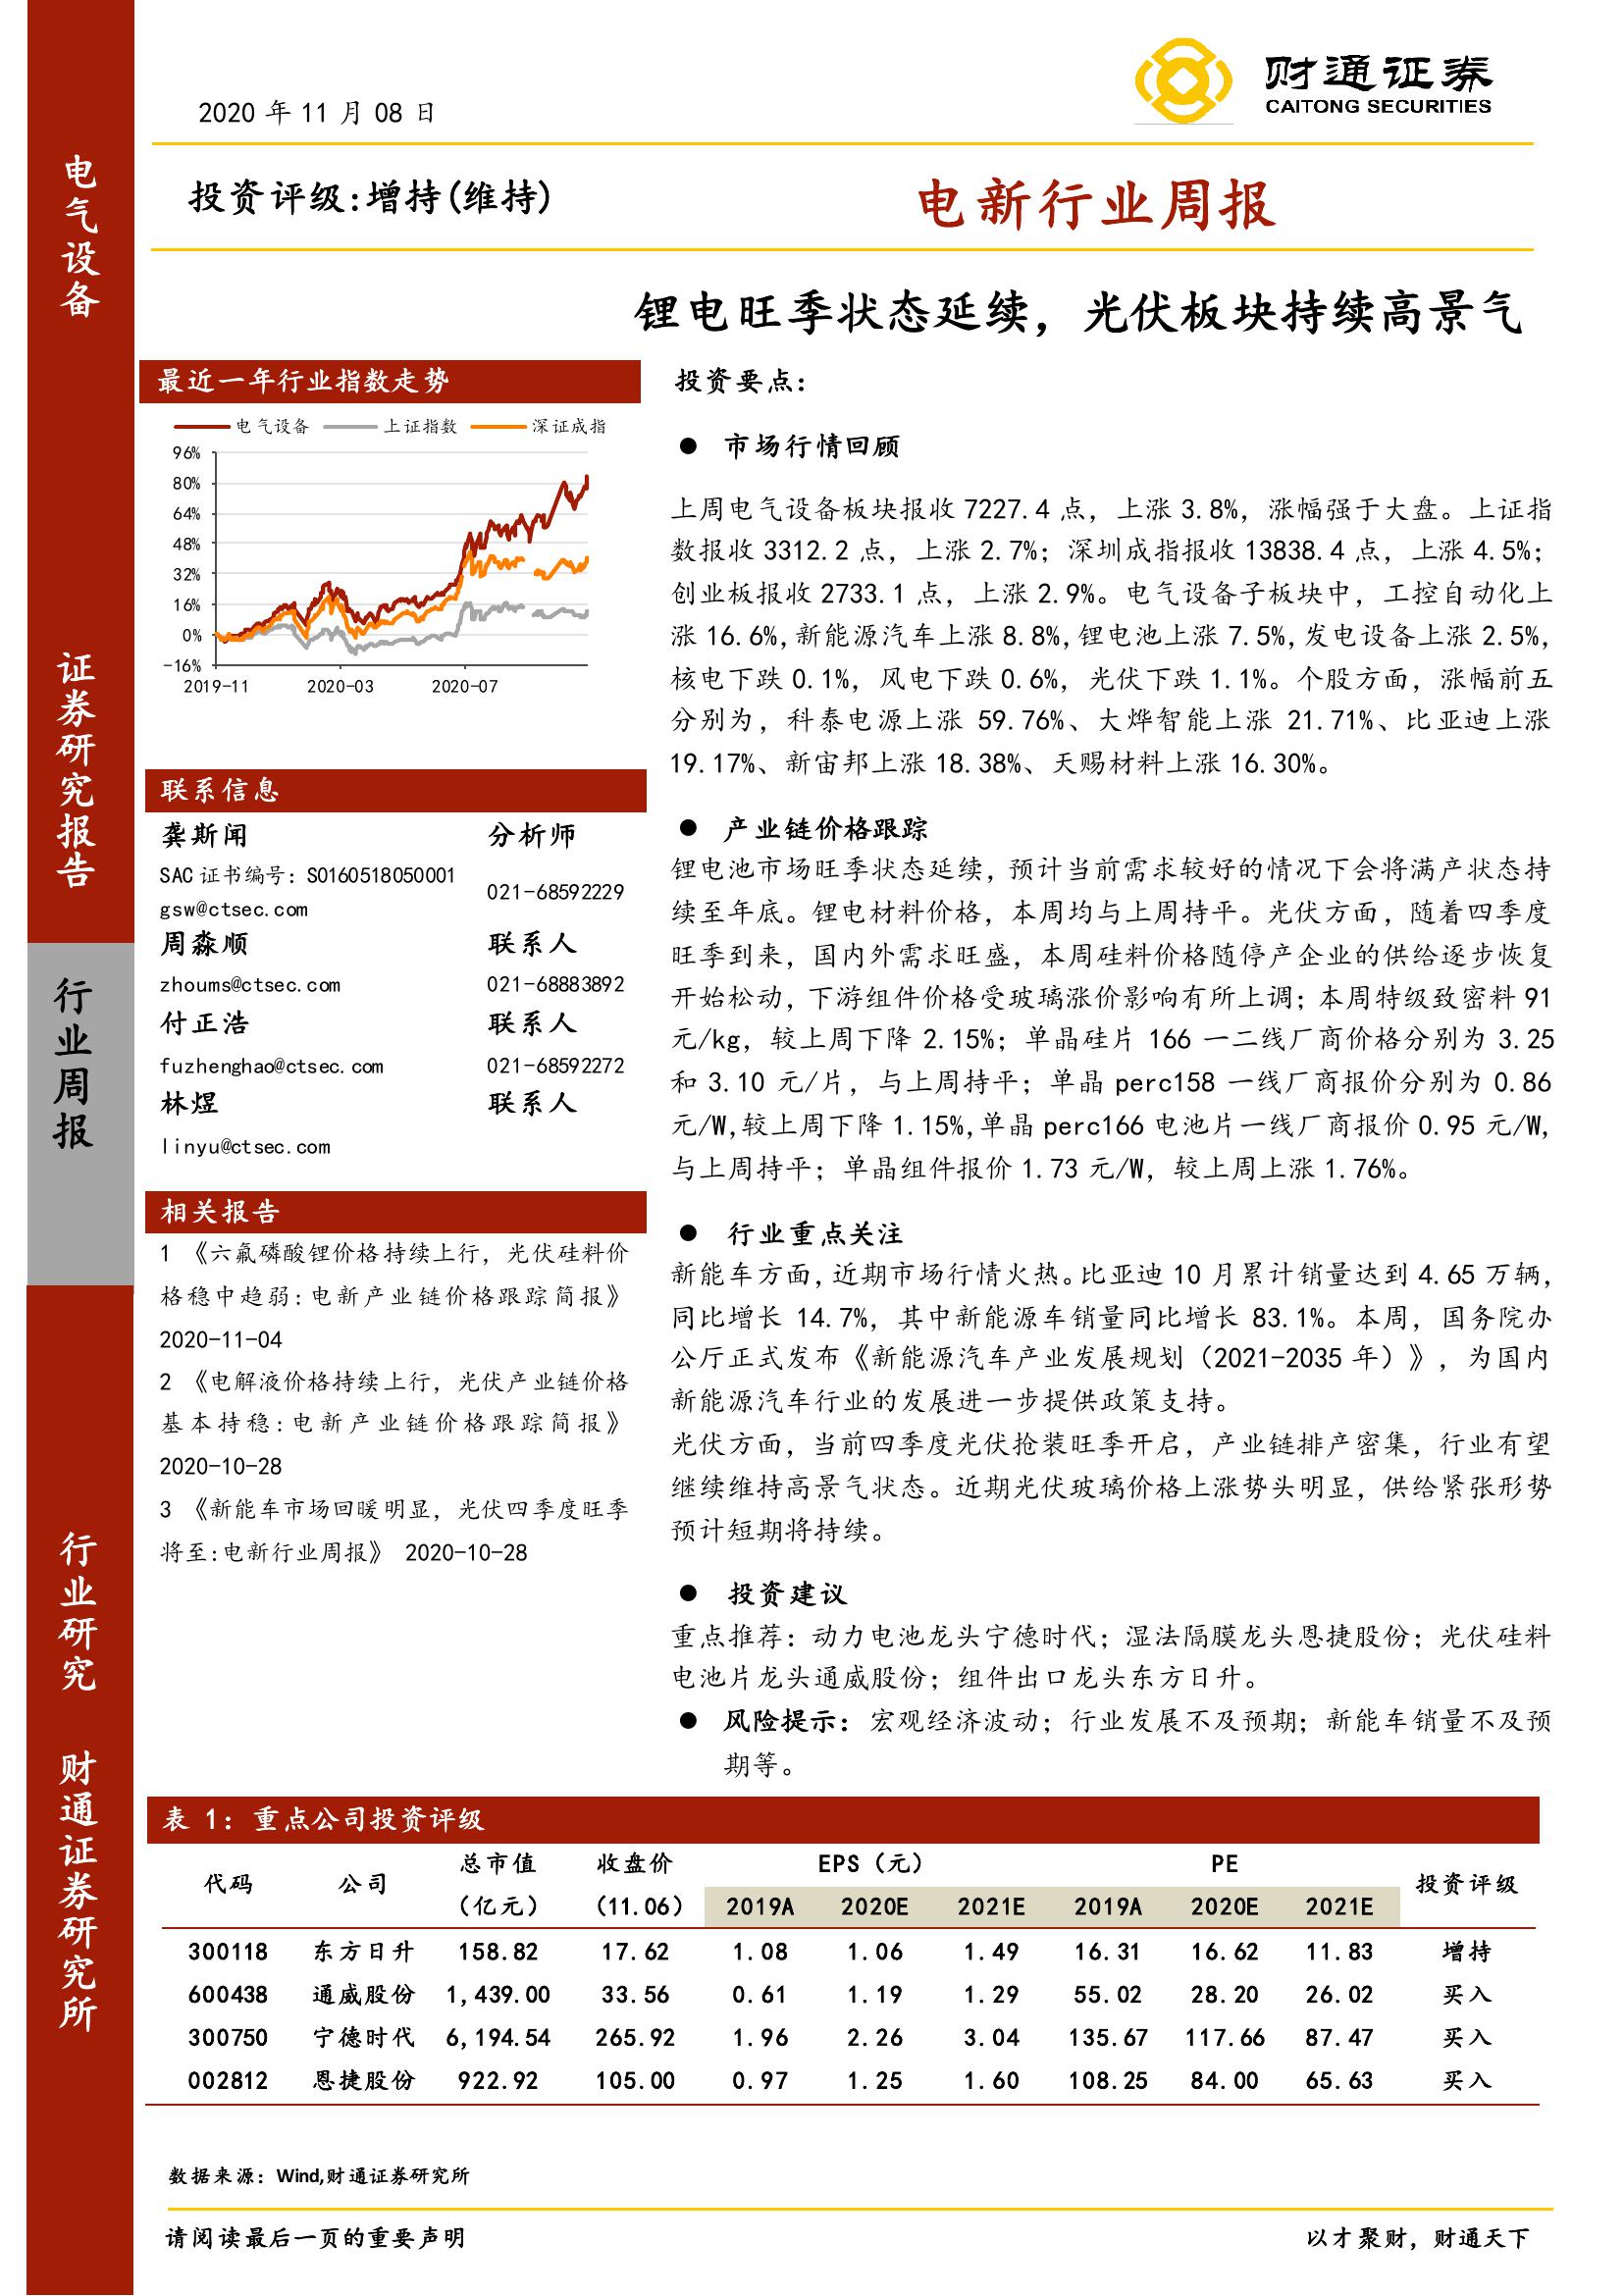 财通证券
CAITONG SECURITIES
2020 年 11 月 08 日
投资评级:增持(维持)
电新行业周报
锂电旺季状态延续，光伏板块持续高景气
电气设备
证券研究报告
行业周报
行业研究
财通证券研究所
最近一年行业指数走势
电气设备 上证指数 深证成指
96%
80%
64%
48%
32%
16%
0%
-16%
2019-11 2020-03 2020-07
联系信息
龚斯闻 分析师
SAC 证书编号：S0160518050001
021-68592229
gsw@ctsec.com
周淼顺 联系人
zhoums@ctsec.com 021-68883892
付正浩 联系人
fuzhenghao@ctsec.com 021-68592272
林煜 联系人
linyu@ctsec.com
相关报告
1 《六氟磷酸锂价格持续上行，光伏硅料价
格稳中趋弱:电新产业链价格跟踪简报》
2020-11-04
2 《电解液价格持续上行，光伏产业链价格
基本持稳:电新产业链价格跟踪简报》
2020-10-28
3 《新能车市场回暖明显，光伏四季度旺季
将至:电新行业周报》 2020-10-28
投资要点：
● 市场行情回顾
上周电气设备板块报收 7227.4 点，上涨 3.8%，涨幅强于大盘。上证指
数报收 3312.2 点，上涨 2.7%；深圳成指报收 13838.4 点，上涨 4.5%；
创业板报收 2733.1 点，上涨 2.9%。电气设备子板块中，工控自动化上
涨 16.6%,新能源汽车上涨 8.8%,锂电池上涨 7.5%,发电设备上涨 2.5%,
核电下跌 0.1%，风电下跌 0.6%，光伏下跌 1.1%。个股方面，涨幅前五
分别为，科泰电源上涨 59.76%、大烨智能上涨 21.71%、比亚迪上涨
19.17%、新宙邦上涨 18.38%、天赐材料上涨 16.30%。
● 产业链价格跟踪
锂电池市场旺季状态延续，预计当前需求较好的情况下会将满产状态持
续至年底。锂电材料价格，本周均与上周持平。光伏方面，随着四季度
旺季到来，国内外需求旺盛，本周硅料价格随停产企业的供给逐步恢复
开始松动，下游组件价格受玻璃涨价影响有所上调；本周特级致密料 91
元/kg，较上周下降 2.15%；单晶硅片 166 一二线厂商价格分别为 3.25
和 3.10 元/片，与上周持平；单晶 perc158 一线厂商报价分别为 0.86
元/W,较上周下降 1.15%,单晶 perc166 电池片一线厂商报价 0.95 元/W,
与上周持平；单晶组件报价 1.73 元/W，较上周上涨 1.76%。
● 行业重点关注
新能车方面,近期市场行情火热。比亚迪 10 月累计销量达到 4.65 万辆,
同比增长 14.7%，其中新能源车销量同比增长 83.1%。本周，国务院办
公厅正式发布《新能源汽车产业发展规划（2021-2035 年）》，为国内
新能源汽车行业的发展进一步提供政策支持。
光伏方面，当前四季度光伏抢装旺季开启，产业链排产密集，行业有望
继续维持高景气状态。近期光伏玻璃价格上涨势头明显，供给紧张形势
预计短期将持续。
● 投资建议
重点推荐：动力电池龙头宁德时代；湿法隔膜龙头恩捷股份；光伏硅料
电池片龙头通威股份；组件出口龙头东方日升。
● 风险提示：宏观经济波动；行业发展不及预期；新能车销量不及预
期等。
表 1：重点公司投资评级
代码 公司 总市值（亿元） 收盘价（11.06） EPS（元） PE 投资评级
2019A 2020E 2021E 2019A 2020E 2021E
300118 东方日升 158.82 17.62 1.08 1.06 1.49 16.31 16.62 11.83 增持
600438 通威股份 1,439.00 33.56 0.61 1.19 1.29 55.02 28.20 26.02 买入
300750 宁德时代 6,194.54 265.92 1.96 2.26 3.04 135.67 117.66 87.47 买入
002812 恩捷股份 922.92 105.00 0.97 1.25 1.60 108.25 84.00 65.63 买入
数据来源：Wind,财通证券研究所
请阅读最后一页的重要声明
以才聚财，财通天下